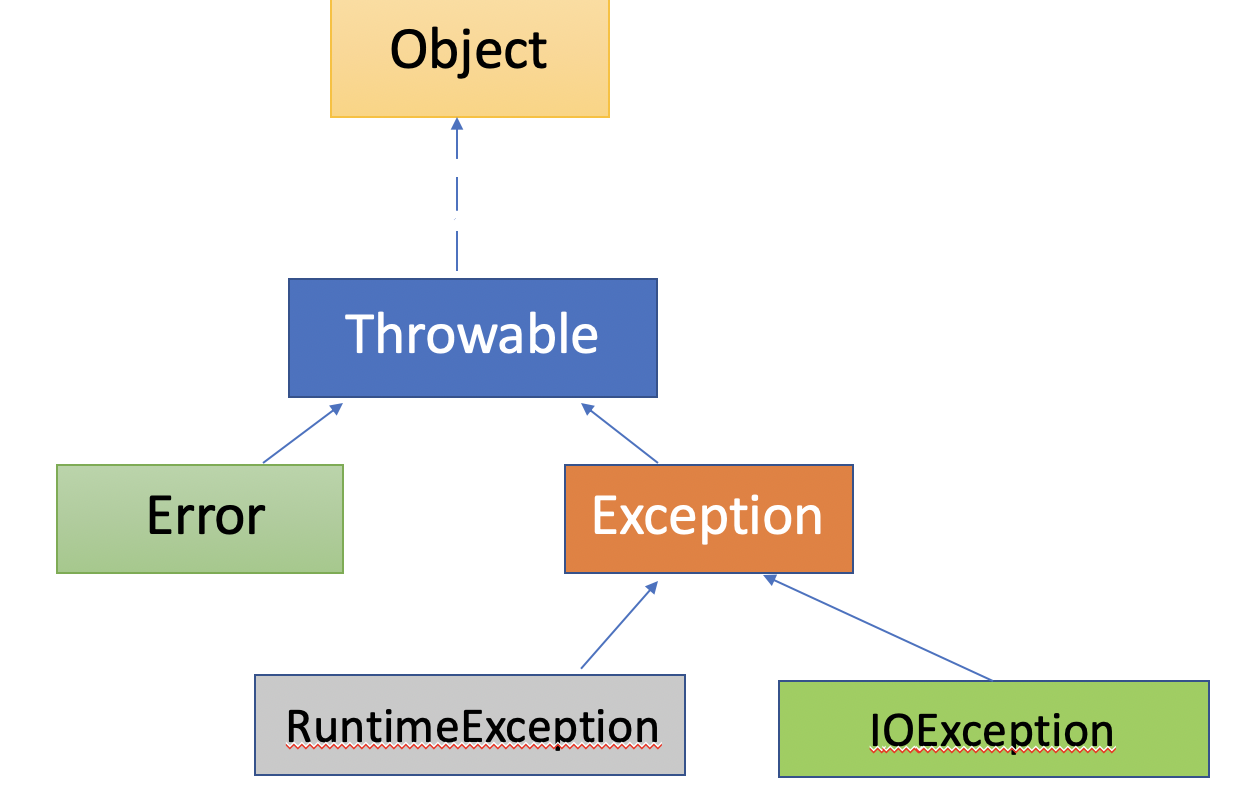 Object
Throwable
Error
Exception
RuntimeException
IOException